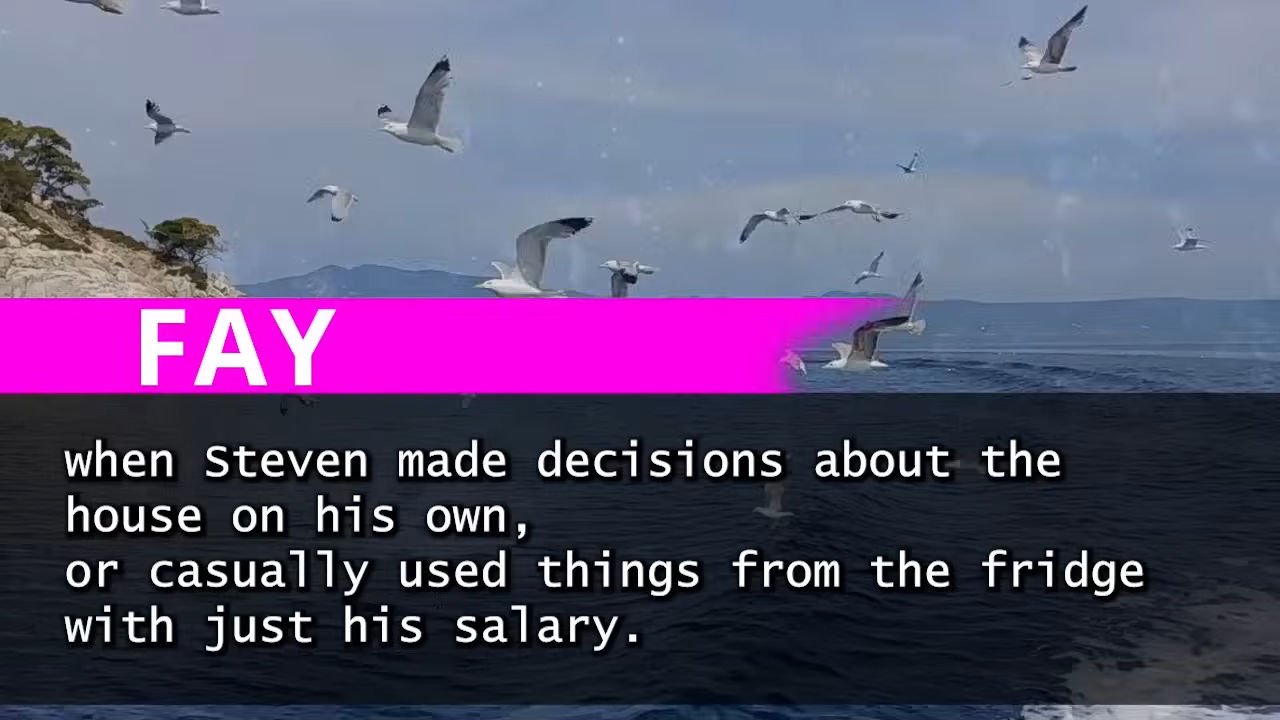 FAY
when Steven made decisions about the
house on his own,
or casually used things from the fridge
with just his salary.